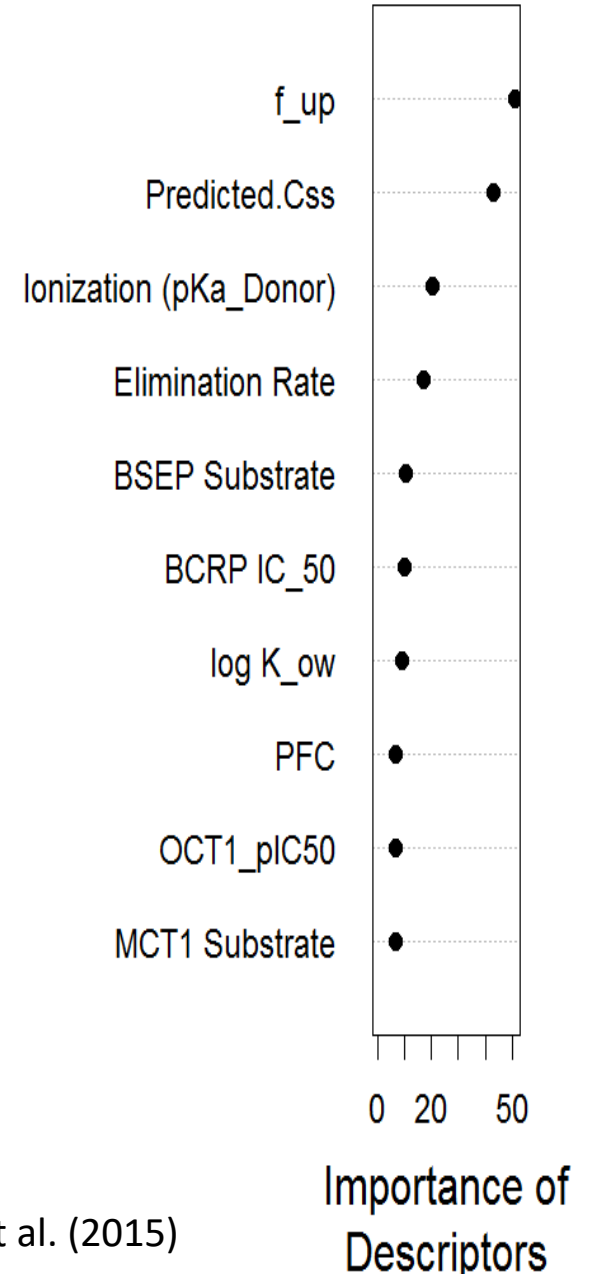 f_up
Predicted.Css
Ionization (pKa_Donor)
Elimination Rate
BSEP Substrate
BCRP IC_50
log K_ow
PFC
OCT1_pIC50
MCT1 Substrate
0 20 50
Importance of
Descriptors
al. (2015)